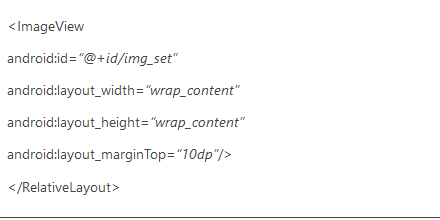 <ImageView
android:id=“@+id/img_set”
android:layout_width=“wrap_content”
android:layout_height=“wrap_content”
android:layout_marginTop=“10dp”/>
</RelativeLayout>